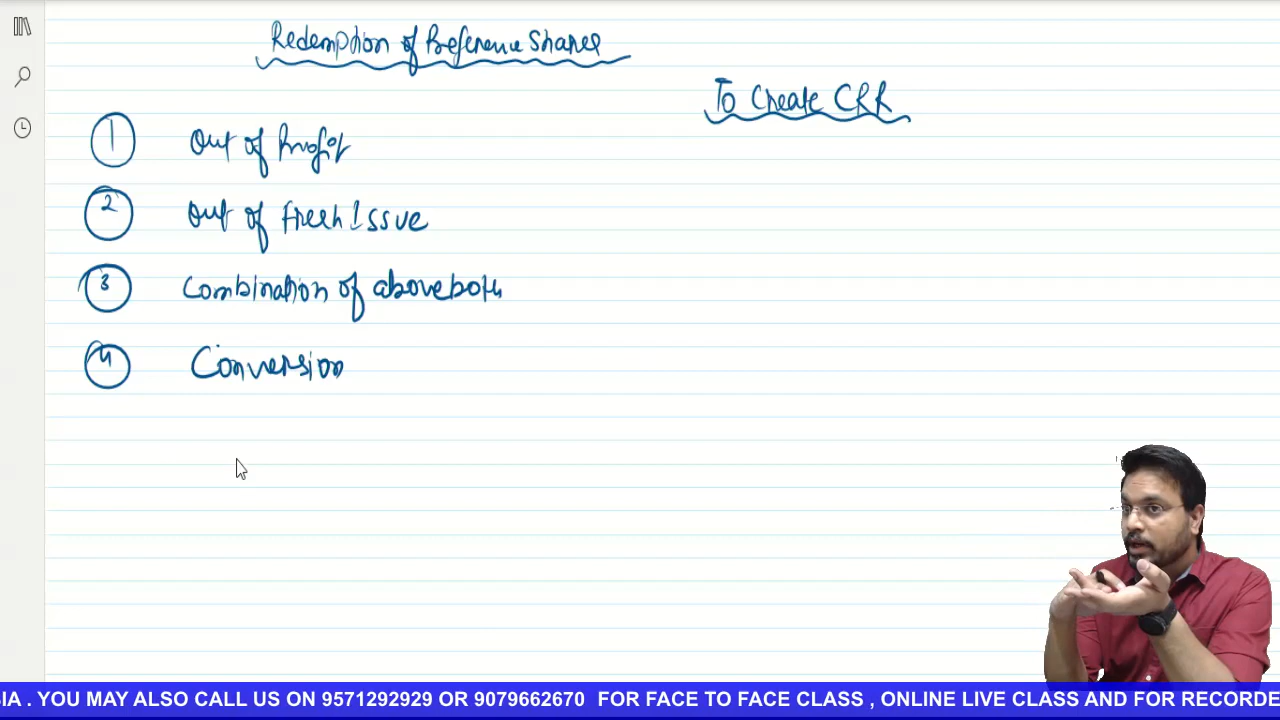 Redemption of Preference Shares
To Create CRR
1 Out of Profit
2 Out of Fresh Issue
3 Combination of above both
4 Conversion
SIA . YOU MAY ALSO CALL US ON 9571292929 OR 9079662670 FOR FACE TO FACE CLASS , ONLINE LIVE CLASS AND FOR RECORDE